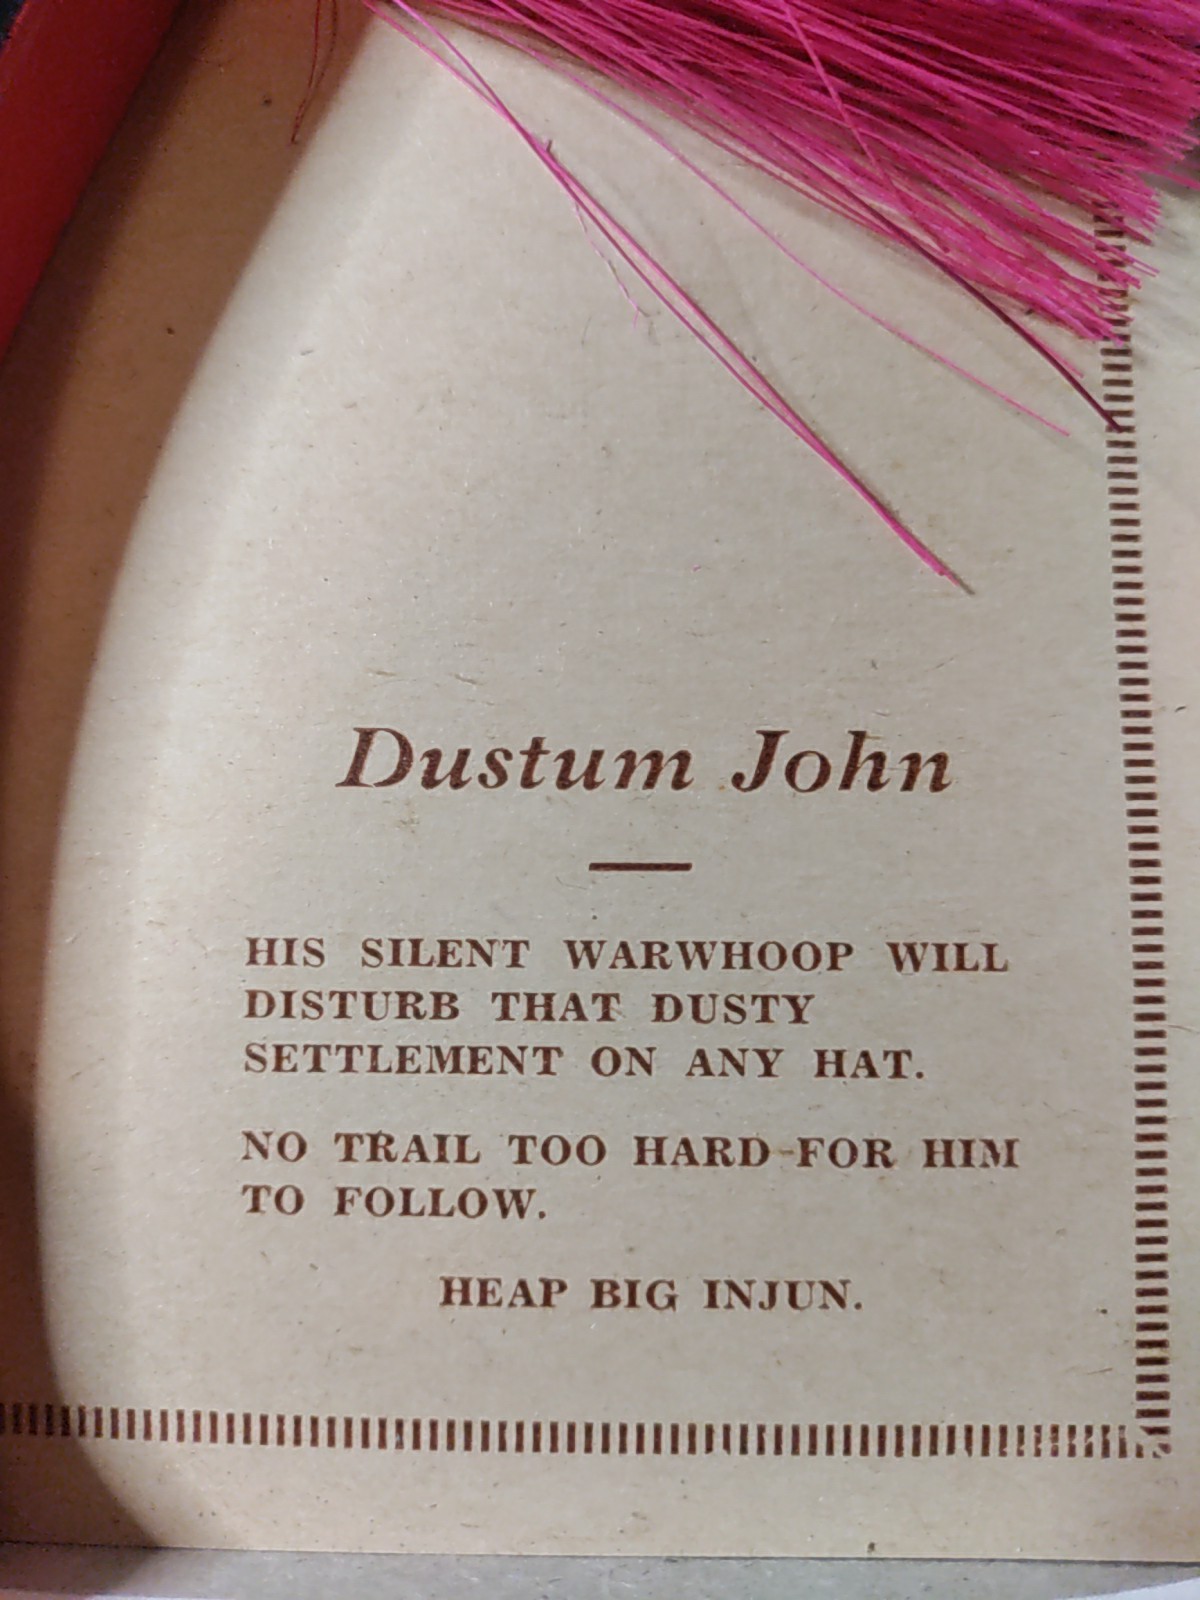 Dustum John
HIS SILENT WARWHOOP WILL
DISTURB THAT DUSTY
SETTLEMENT ON ANY HAT.
NO TRAIL TOO HARD FOR HIM
TO FOLLOW.
HEAP BIG INJUN.